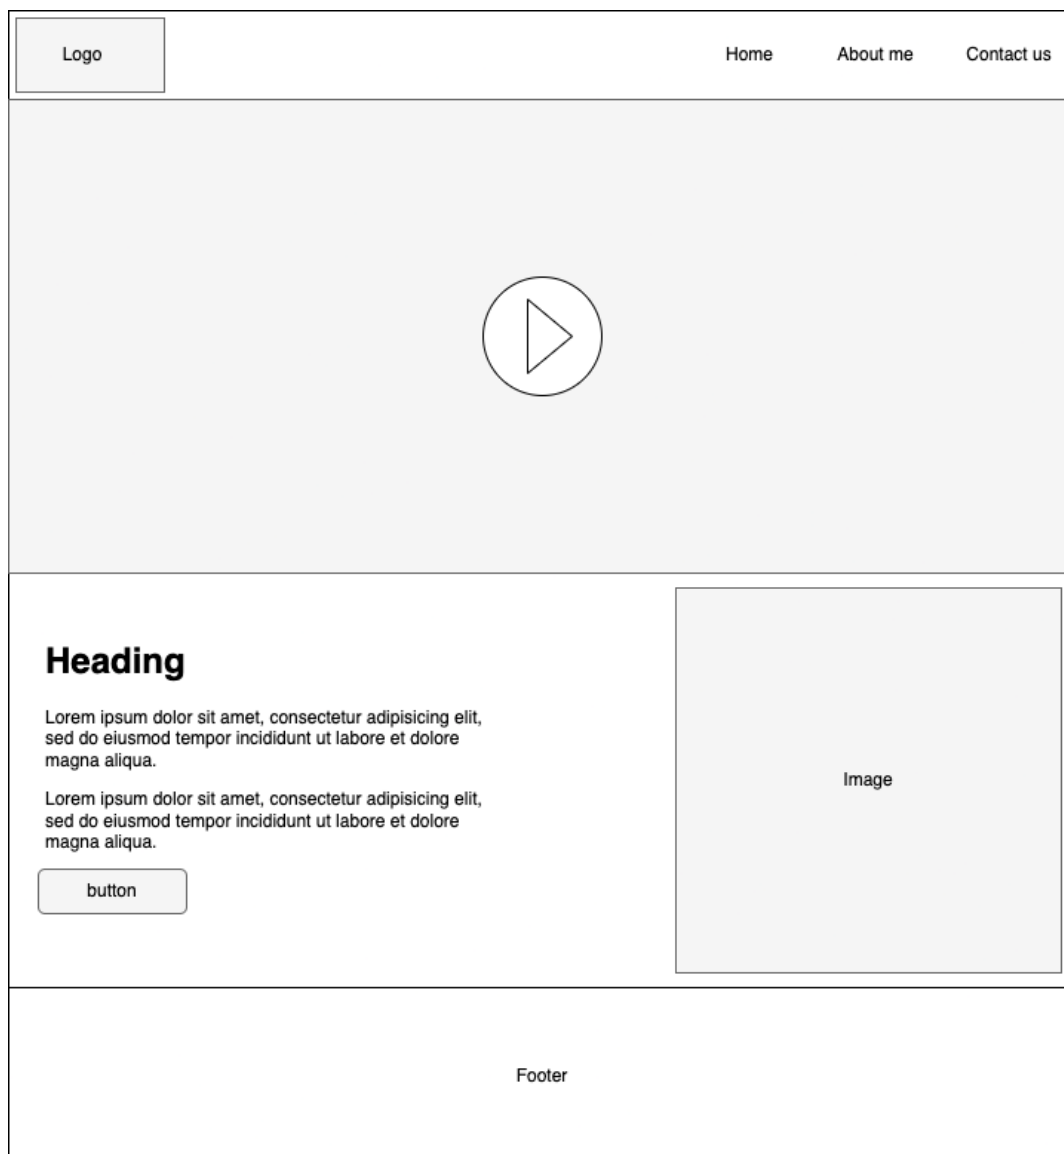 Logo
Home
About me
Contact us
Heading
Lorem ipsum dolor sit amet, consectetur adipisicing elit,
sed do eiusmod tempor incididunt ut labore et dolore
magna aliqua.
Lorem ipsum dolor sit amet, consectetur adipisicing elit,
sed do eiusmod tempor incididunt ut labore et dolore
magna aliqua.
button
Image
Footer